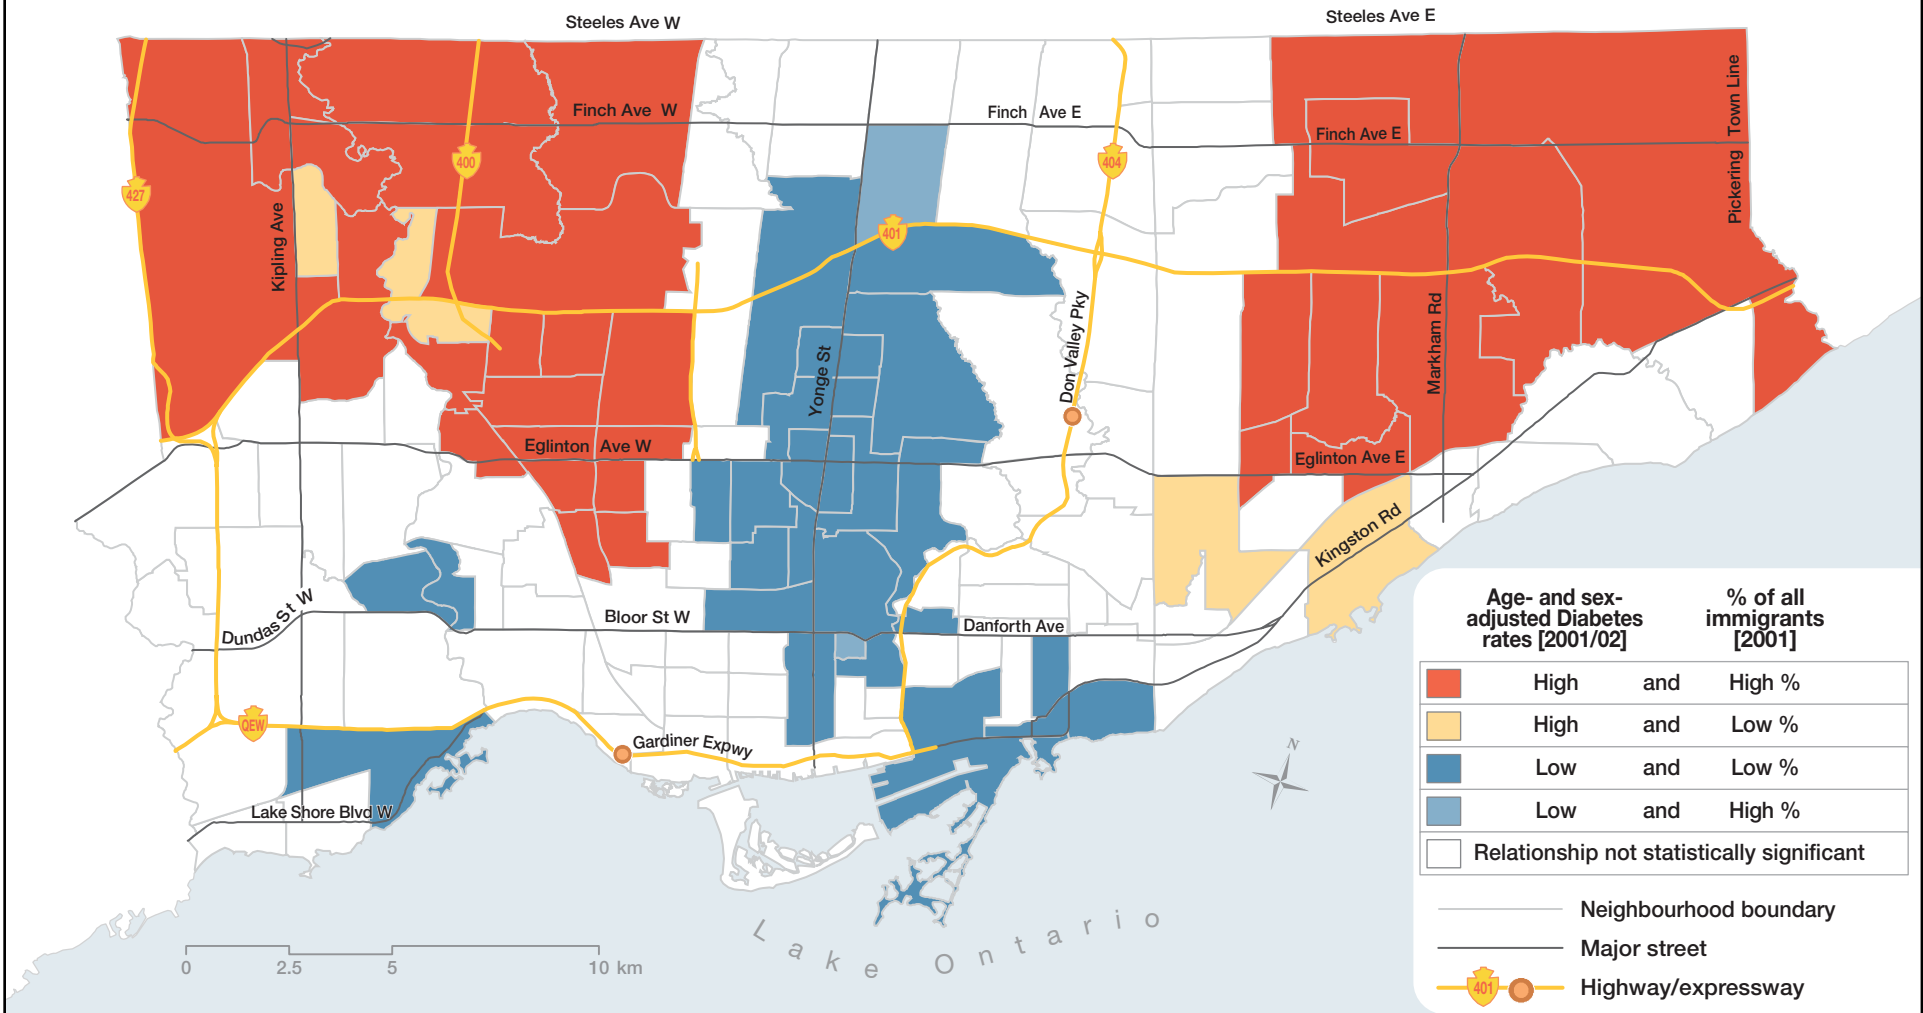 Steeles Ave W
Steeles Ave E
Finch Ave W
Finch Ave E
Finch Ave E
Pickering Town Line
427
400
404
401
Kipling Ave
Yonge St
Don Valley Pky
Markham Rd
Eglinton Ave W
Eglinton Ave E
Kingston Rd
Dundas St W
Bloor St W
Danforth Ave
QEW
Gardiner Expwy
Lake Shore Blvd W
N
Lake Ontario
0 2.5 5 10 km
Age- and sex-
adjusted Diabetes
rates [2001/02]
% of all
immigrants
[2001]
High and High %
High and Low %
Low and Low %
Low and High %
Relationship not statistically significant
Neighbourhood boundary
Major street
401 Highway/expressway